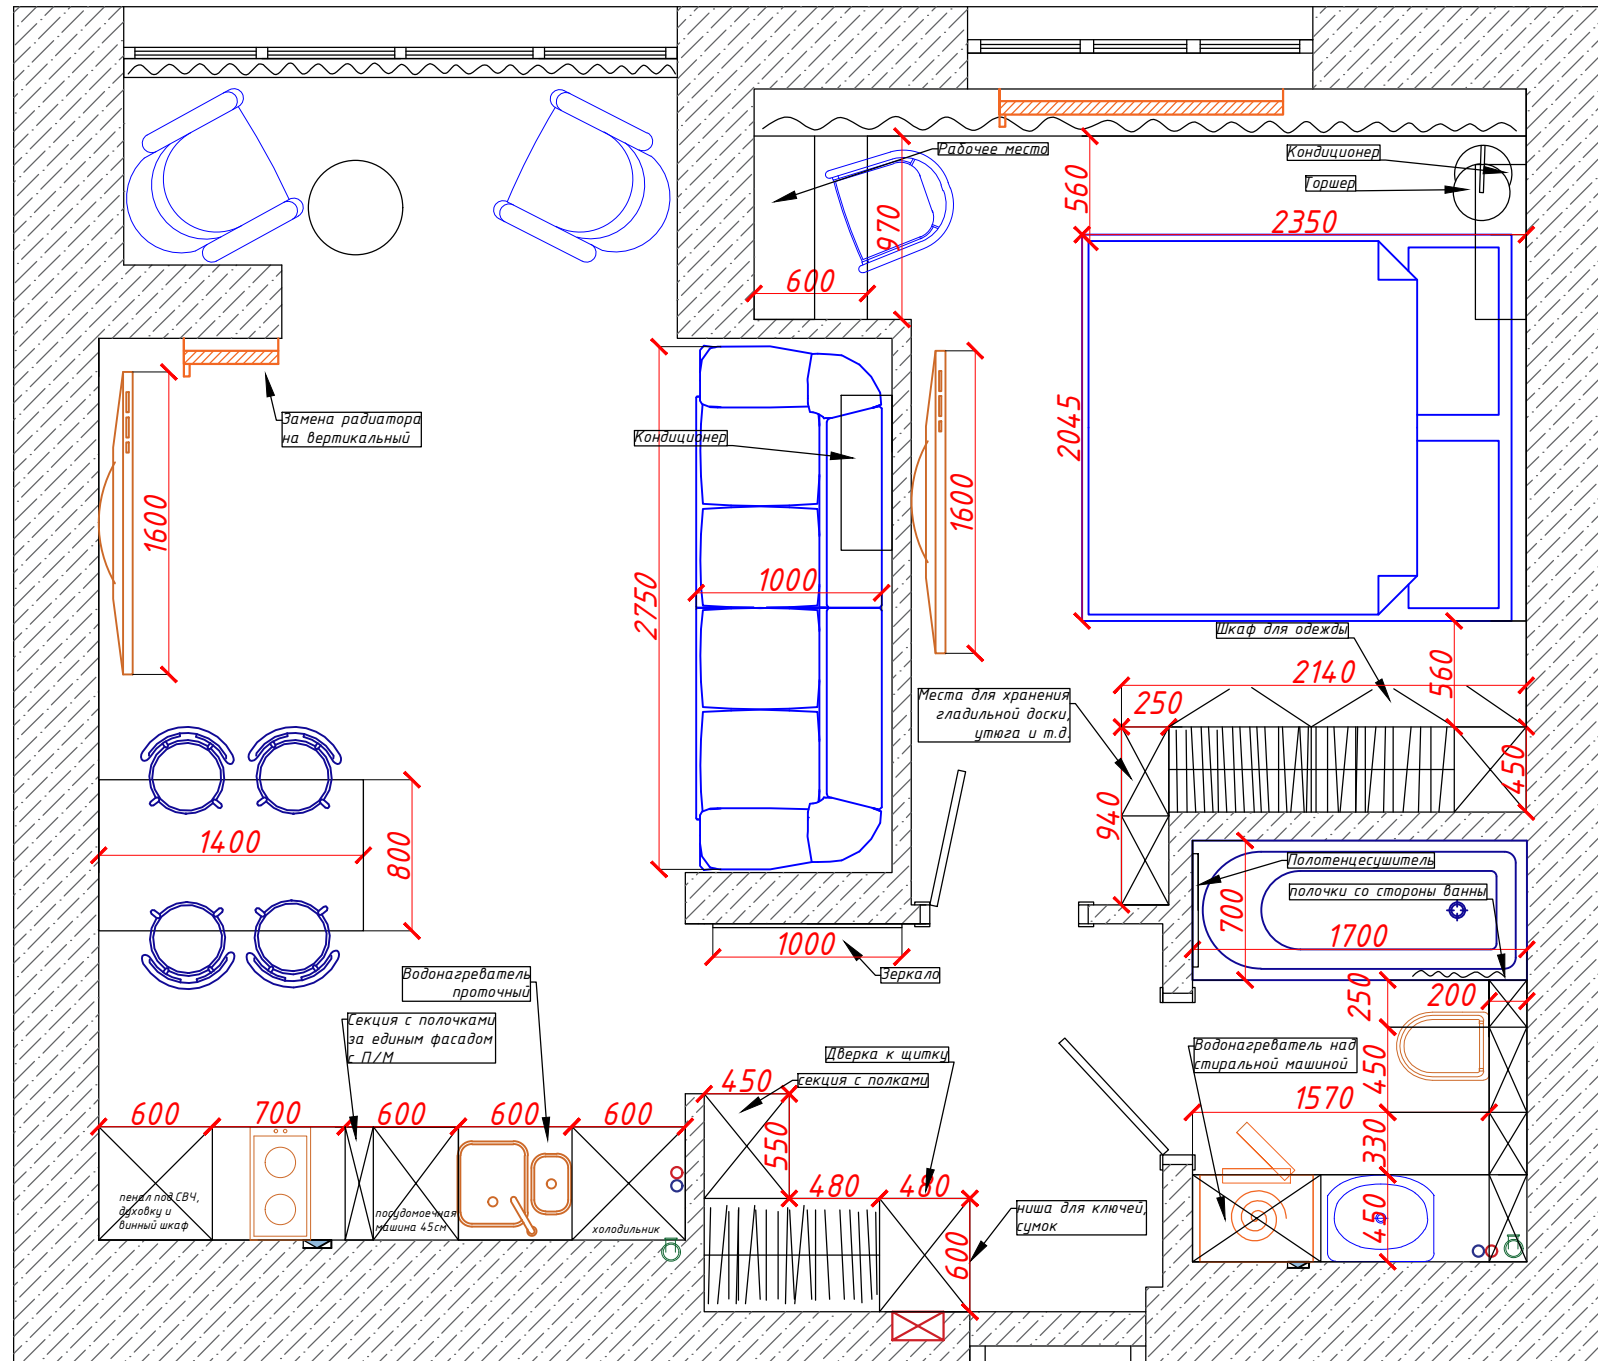 Рабочее место
Кондиционер
Торшер
560
2350
970
600
Замена радиатора
на вертикальный
Кондиционер
2045
1600
1600
2750
1000
Шкаф для одежды
560
2140
250
Места для хранения
гладильной доски,
утюга и т.д.
450
940
1400
800
Полотенцесушитель
полочки со стороны ванны
700
1700
1000
Зеркало
Водонагреватель
проточный
250
200
Секция с полочками
за единым фасадом
с П/М
Дверка к щитку
секция с полками
Водонагреватель над
стиральной машиной
450
450
1570
600
700
600
600
600
550
330
480
480
пенал под СВЧ,
духовку и
винный шкаф
посудомоечная
машина 45см
холодильник
ниша для ключей,
сумок
600
450